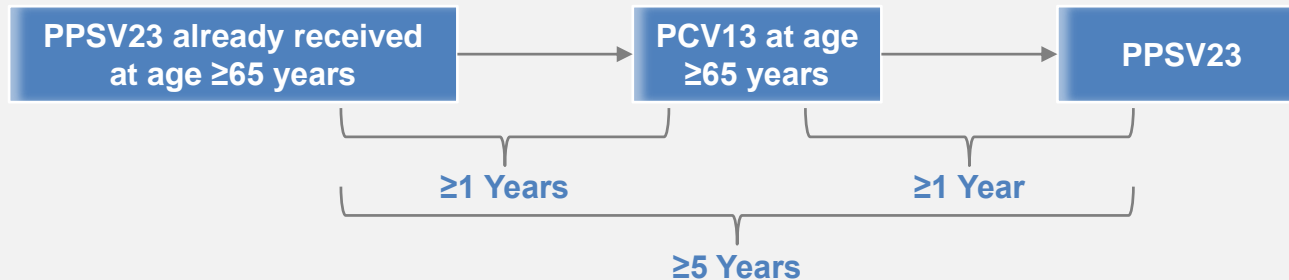 PPSV23 already received
at age ≥65 years
PCV13 at age
≥65 years
PPSV23
≥1 Years
≥1 Year
≥5 Years